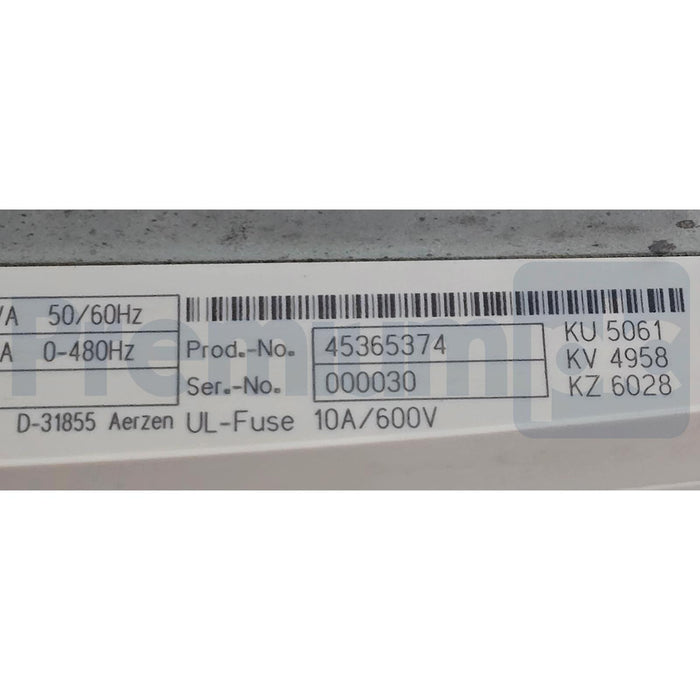 /A 50/60Hz
A 0-480Hz
Prod.-No. 45365374
Ser.-No. 000030
D-31855 Aerzen UL-Fuse 10A/600V
KU 5061
KV 4958
KZ 6028